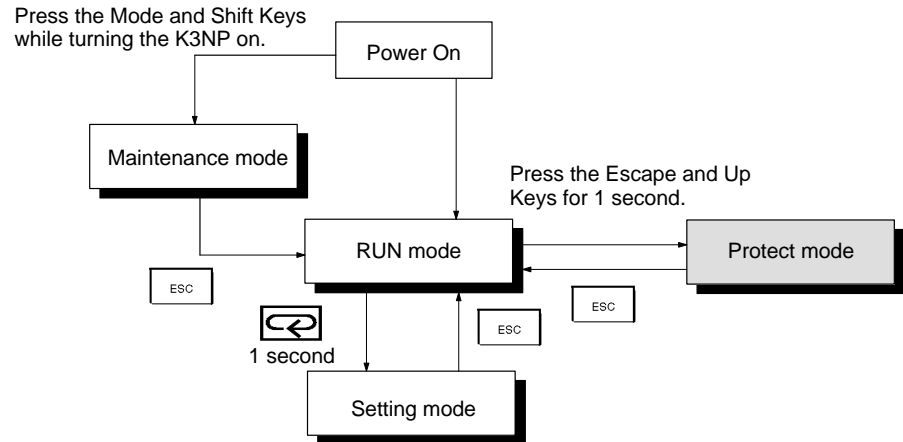 Press the Mode and Shift Keys
while turning the K3NP on.
Power On
Maintenance mode
Press the Escape and Up
Keys for 1 second.
RUN mode
Protect mode
ESC
ESC
ESC
1 second
Setting mode